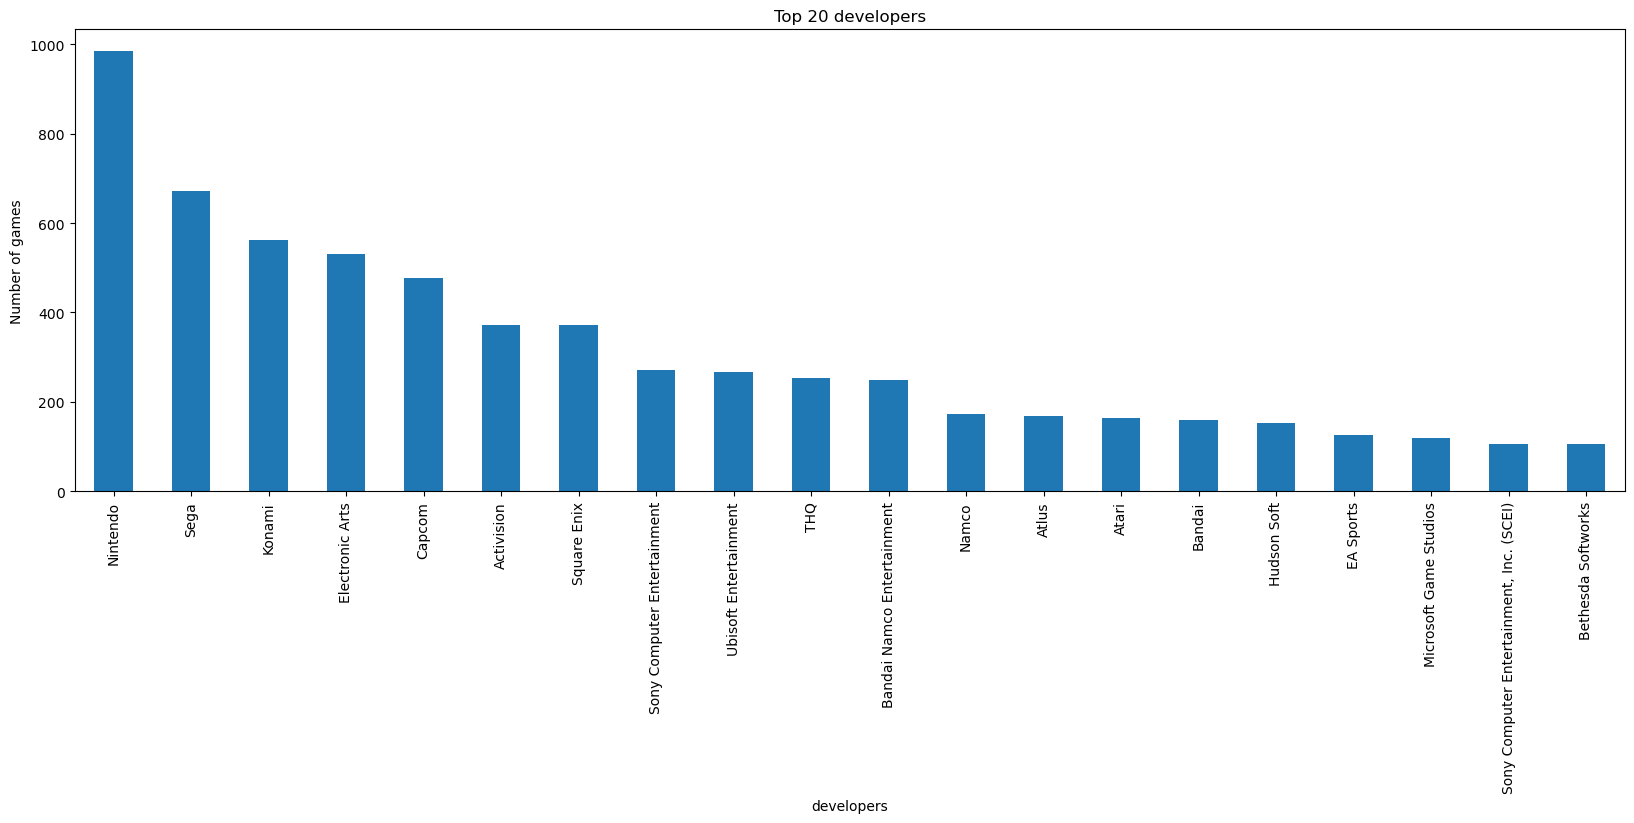 Top 20 developers
Number of games
1000
800
600
400
200
0
Nintendo
Sega
Konami
Electronic Arts
Capcom
Activision
Square Enix
Sony Computer Entertainment
Ubisoft Entertainment
THQ
Bandai Namco Entertainment
Namco
Atlus
Atari
Bandai
Hudson Soft
EA Sports
Microsoft Game Studios
Sony Computer Entertainment, Inc. (SCEI)
Bethesda Softworks
developers